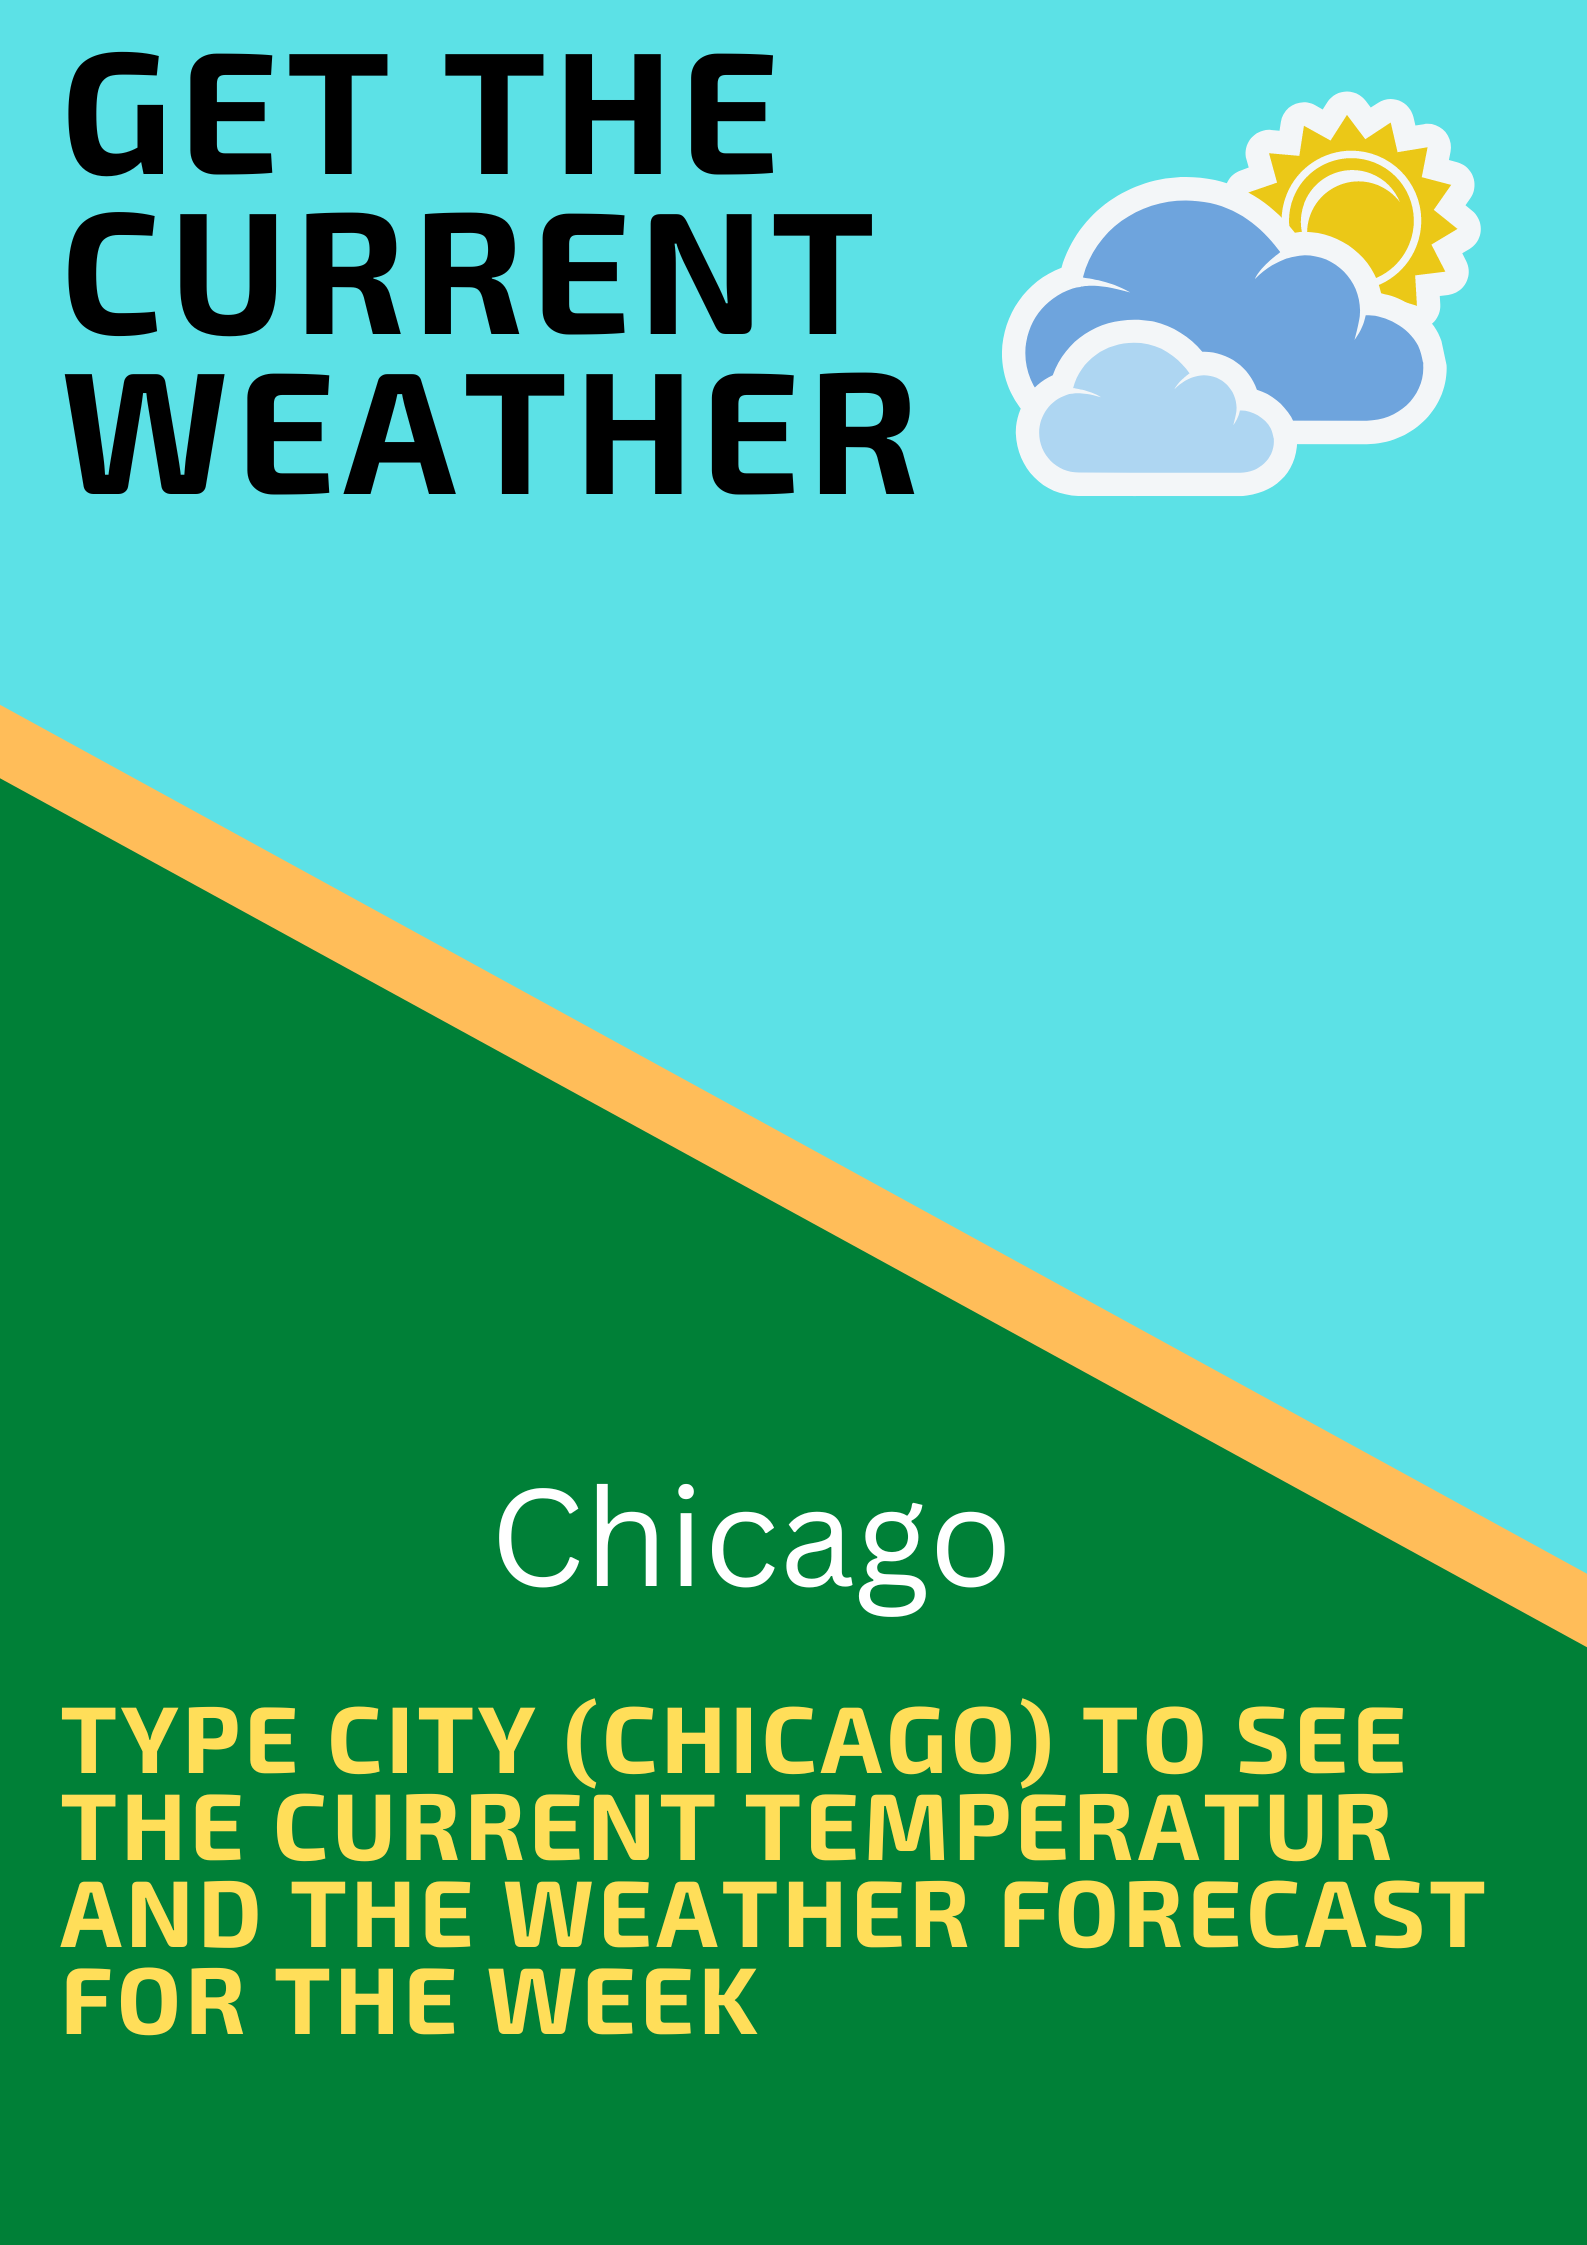 GET THE
CURRENT
WEATHER
Chicago
TYPE CITY (CHICAGO) TO SEE
THE CURRENT TEMPERATUR
AND THE WEATHER FORECAST
FOR THE WEEK